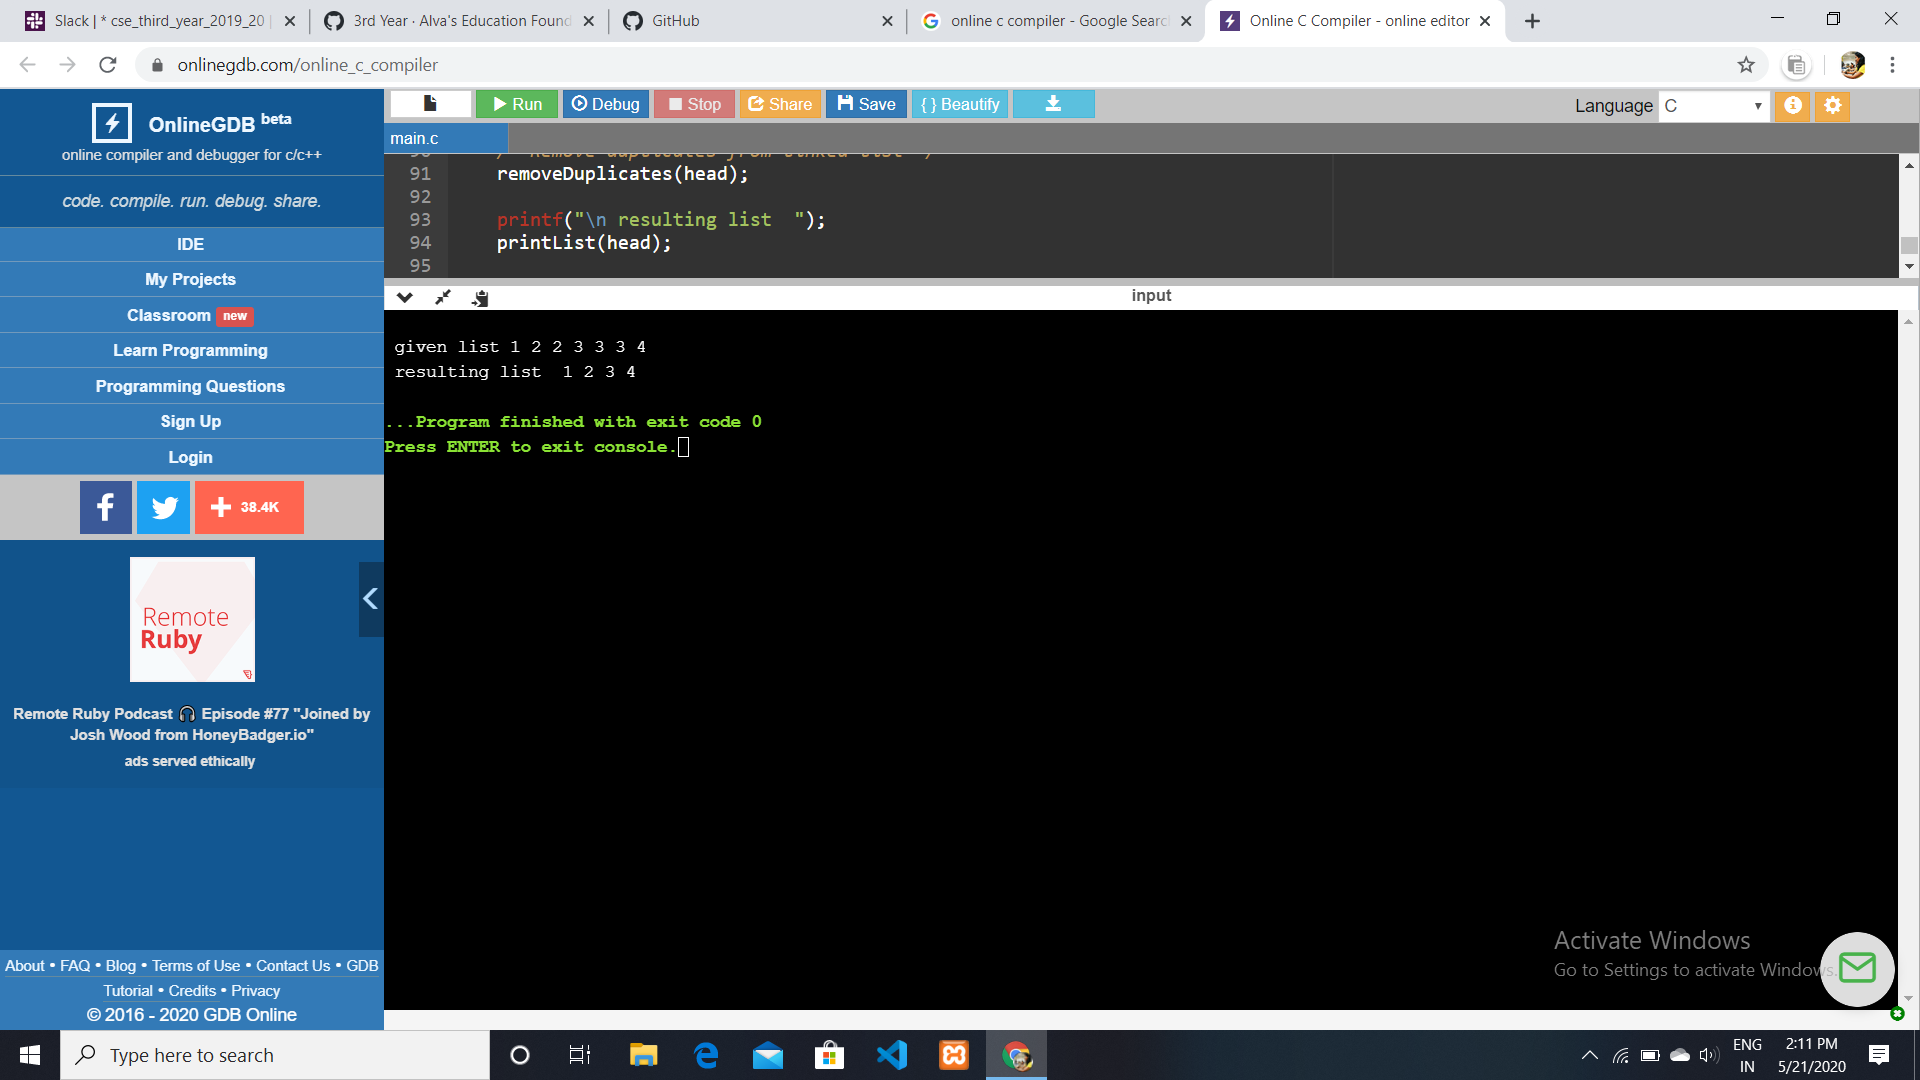 Slack | * cse_third_year_2019_20 |
3rd Year · Alva's Education Found
GitHub
online c compiler - Google Search
Online C Compiler - online editor
onlinegdb.com/online_c_compiler
OnlineGDB beta
online compiler and debugger for c/c++
code. compile. run. debug. share.
IDE
My Projects
Classroom new
Learn Programming
Programming Questions
Sign Up
Login
f 38.4K
Remote
Ruby
Remote Ruby Podcast 🎧 Episode #77 "Joined by
Josh Wood from HoneyBadger.io"
ads served ethically
About • FAQ • Blog • Terms of Use • Contact Us • GDB
Tutorial • Credits • Privacy
© 2016 - 2020 GDB Online
Run Debug Stop Share Save { } Beautify
Language C
main.c
90 /* Remove duplicates from linked list */
91 removeDuplicates(head);
92
93 printf("\n resulting list  ");
94 printList(head);
95
input
given list 1 2 2 3 3 3 4
resulting list  1 2 3 4
...Program finished with exit code 0
Press ENTER to exit console.
Activate Windows
Go to Settings to activate Windows.
Type here to search
ENG
IN
2:11 PM
5/21/2020